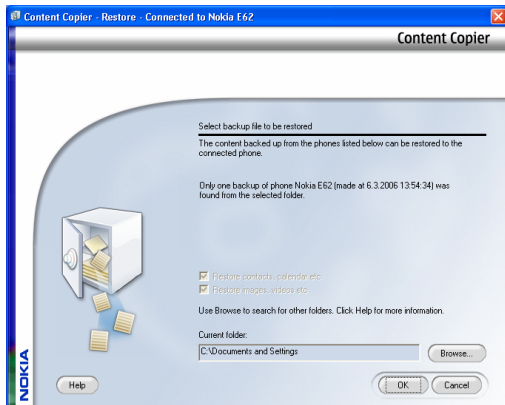 Content Copier - Restore - Connected to Nokia E62
Content Copier
Select backup file to be restored
The content backed up from the phones listed below can be restored to the
connected phone.
Only one backup of phone Nokia E62 (made at 6.3.2006 13:54:34) was
found from the selected folder.
Restore contacts, calendar etc
Restore images, videos etc
Use Browse to search for other folders. Click Help for more information.
Current folder:
C:\Documents and Settings
Browse...
NOKIA
Help
OK
Cancel